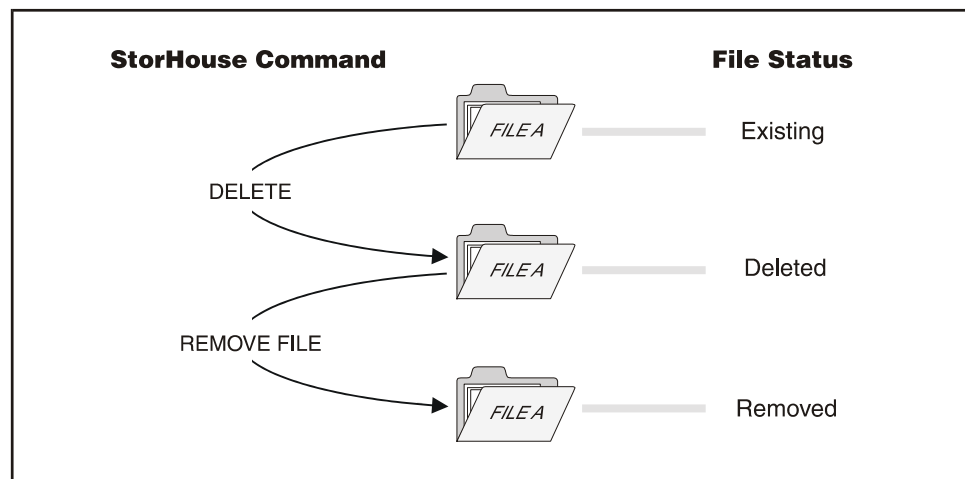 StorHouse Command
File Status
FILE A
Existing
DELETE
FILE A
Deleted
REMOVE FILE
FILE A
Removed